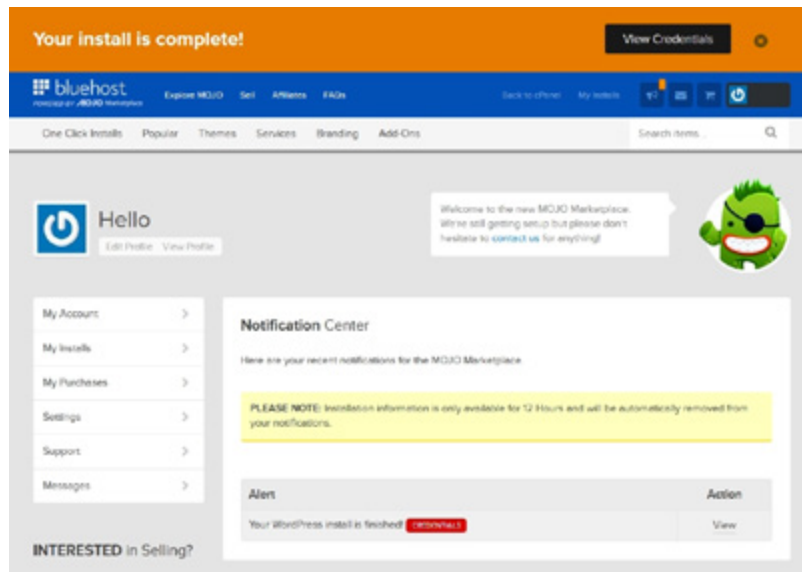 Your install is complete!
View Credentials
bluehost
POWERED BY MOJO Marketplace
Explore MOJO Sell Affiliates FAQs
Back to cPanel My Installs
One Click Installs Popular Themes Services Branding Add-Ons
Search items...
Hello
Edit Profile View Profile
Welcome to the new MOJO Marketplace.
We're still getting setup but please don't
hesitate to contact us for anything!
My Account
My Installs
My Purchases
Settings
Support
Messages
Notification Center
Here are your recent notifications for the MOJO Marketplace
PLEASE NOTE: Installation information is only available for 12 Hours and will be automatically removed from
your notifications.
Alert Action
Your WordPress install is finished! CREDENTIALS View
INTERESTED in Selling?